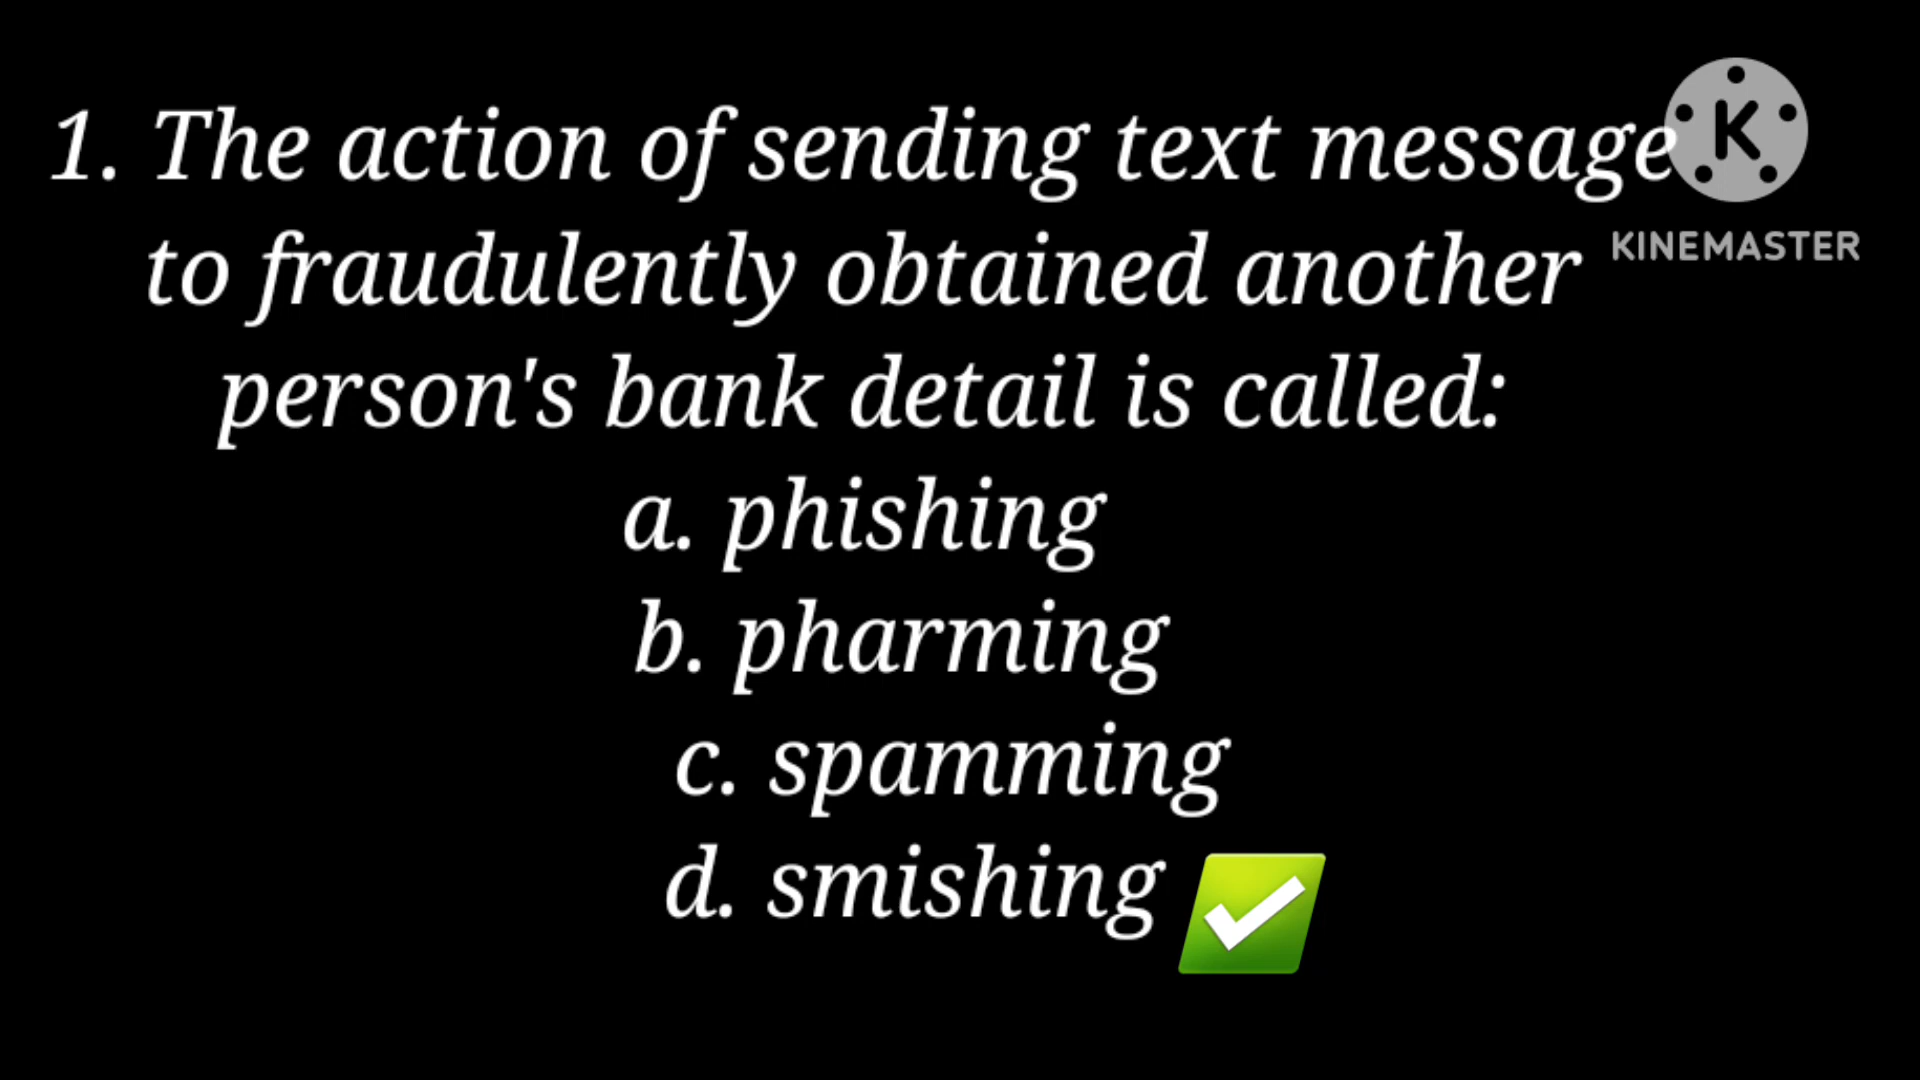 1. The action of sending text message
to fraudulently obtained another
person's bank detail is called:
a. phishing
b. pharming
c. spamming
d. smishing
K
KINEMASTER